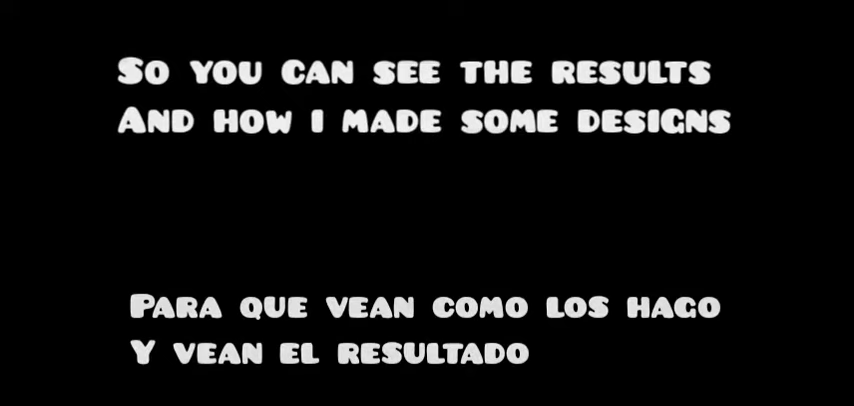 So you can see the results
And how I made some designs
Para que vean como los hago
Y vean el resultado